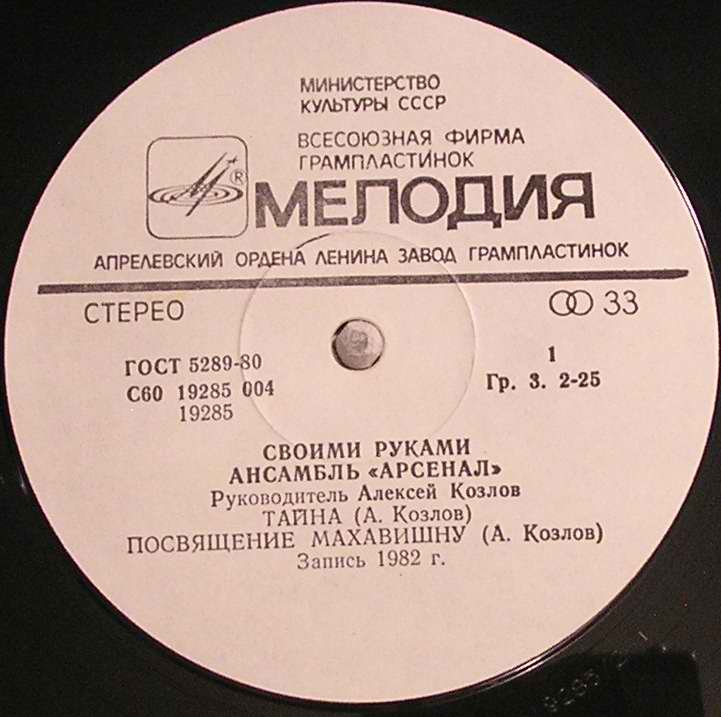 МИНИСТЕРСТВО
КУЛЬТУРЫ СССР
ВСЕСОЮЗНАЯ ФИРМА
ГРАМПЛАСТИНОК
®
МЕЛОДИЯ
АПРЕЛЕВСКИЙ ОРДЕНА ЛЕНИНА ЗАВОД ГРАМПЛАСТИНОК
СТЕРЕО 33
ГОСТ 5289-80 1
С60 19285 004 Гр. 3. 2-25
19285
СВОИМИ РУКАМИ
АНСАМБЛЬ «АРСЕНАЛ»
Руководитель Алексей Козлов
ТАЙНА (А. Козлов)
ПОСВЯЩЕНИЕ МАХАВИШНУ (А. Козлов)
Запись 1982 г.